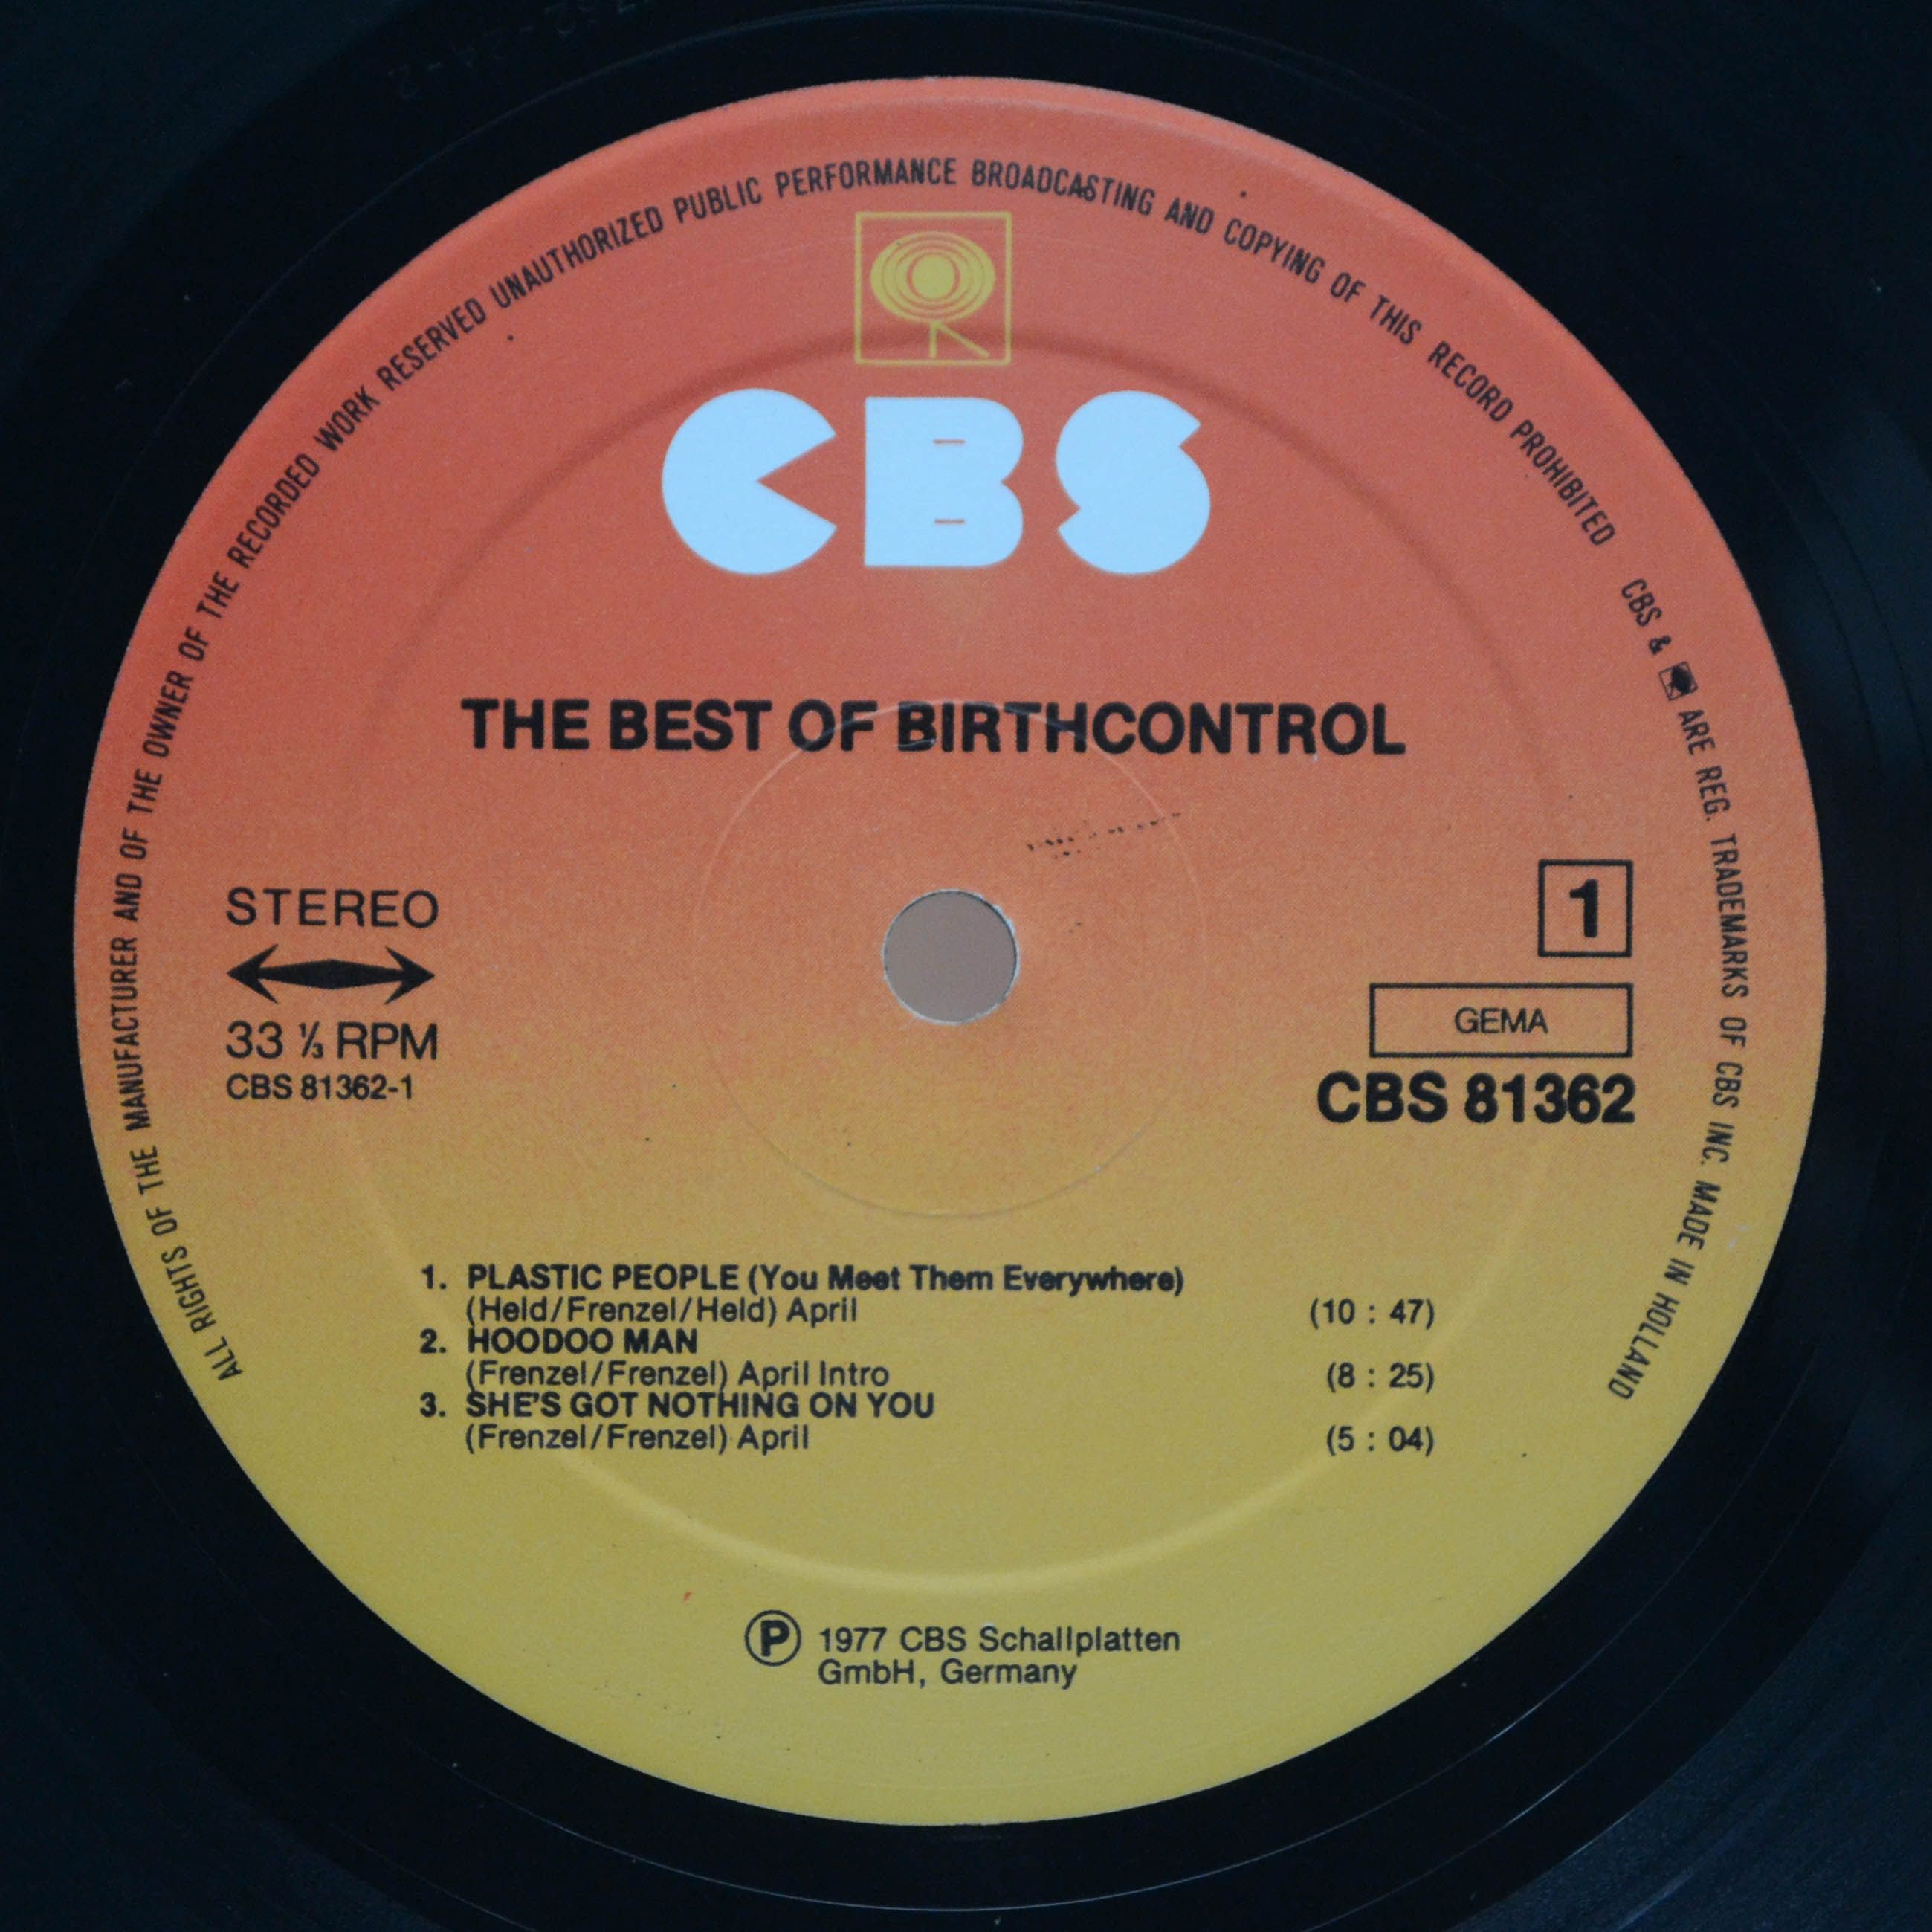 ALL RIGHTS OF THE MANUFACTURER AND OF THE OWNER OF THE RECORDED WORK RESERVED UNAUTHORIZED PUBLIC PERFORMANCE BROADCASTING AND COPYING OF THIS RECORD PROHIBITED CBS & ARE REG. TRADEMARKS OF CBS INC. MADE IN HOLLAND
CBS
THE BEST OF BIRTHCONTROL
STEREO
33 ⅓ RPM
CBS 81362-1
1
GEMA
CBS 81362
1. PLASTIC PEOPLE (You Meet Them Everywhere)
(Held/Frenzel/Held) April (10 : 47)
2. HOODOO MAN
(Frenzel/Frenzel) April Intro (8 : 25)
3. SHE'S GOT NOTHING ON YOU
(Frenzel/Frenzel) April (5 : 04)
Ⓟ 1977 CBS Schallplatten
GmbH, Germany